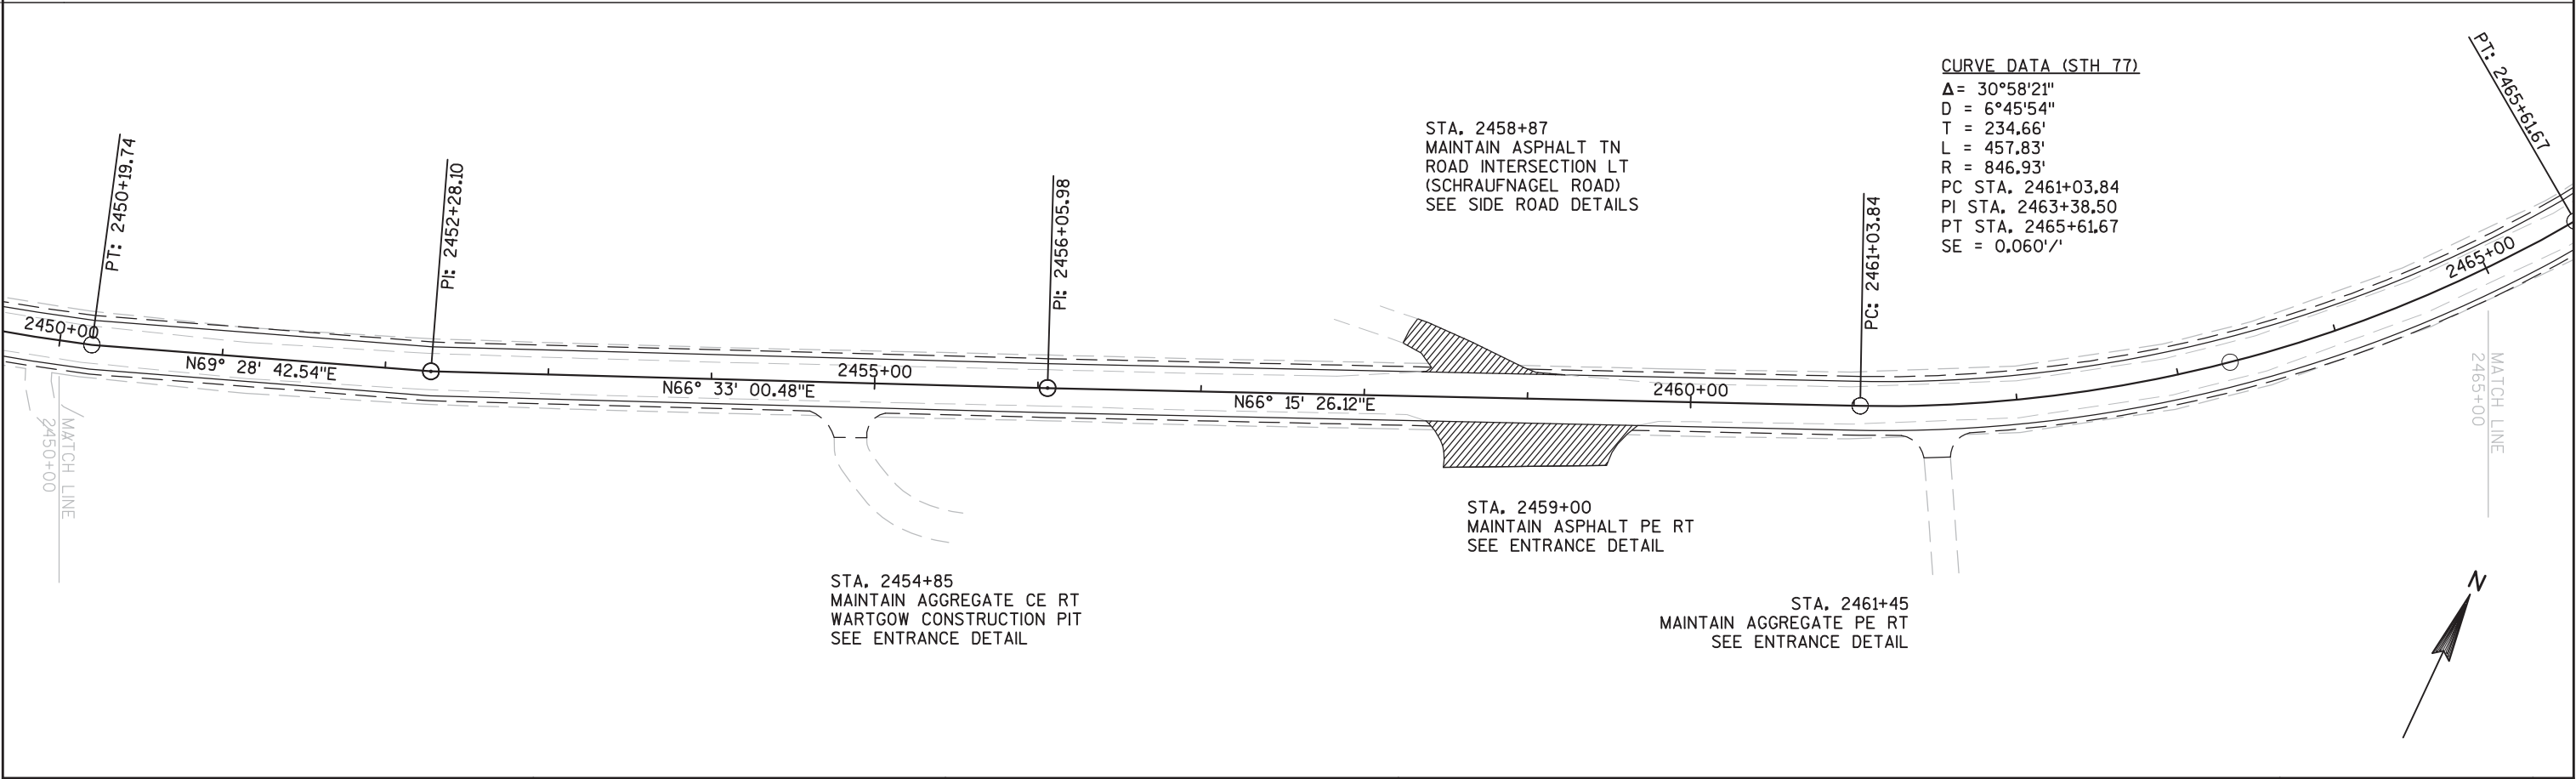 PT: 2450+19.74
PI: 2452+28.10
PI: 2456+05.98
STA. 2458+87
MAINTAIN ASPHALT TN
ROAD INTERSECTION LT
(SCHRAUFNAGEL ROAD)
SEE SIDE ROAD DETAILS
PC: 2461+03.84
CURVE DATA (STH 77)
Δ= 30°58'21"
D = 6°45'54"
T = 234.66'
L = 457.83'
R = 846.93'
PC STA. 2461+03.84
PI STA. 2463+38.50
PT STA. 2465+61.67
SE = 0.060'/'
PT: 2465+61.67
2450+00
N69° 28' 42.54"E
N66° 33' 00.48"E
2455+00
N66° 15' 26.12"E
2460+00
2465+00
MATCH LINE
2450+00
MATCH LINE
2465+00
STA. 2454+85
MAINTAIN AGGREGATE CE RT
WARTGOW CONSTRUCTION PIT
SEE ENTRANCE DETAIL
STA. 2459+00
MAINTAIN ASPHALT PE RT
SEE ENTRANCE DETAIL
STA. 2461+45
MAINTAIN AGGREGATE PE RT
SEE ENTRANCE DETAIL
N